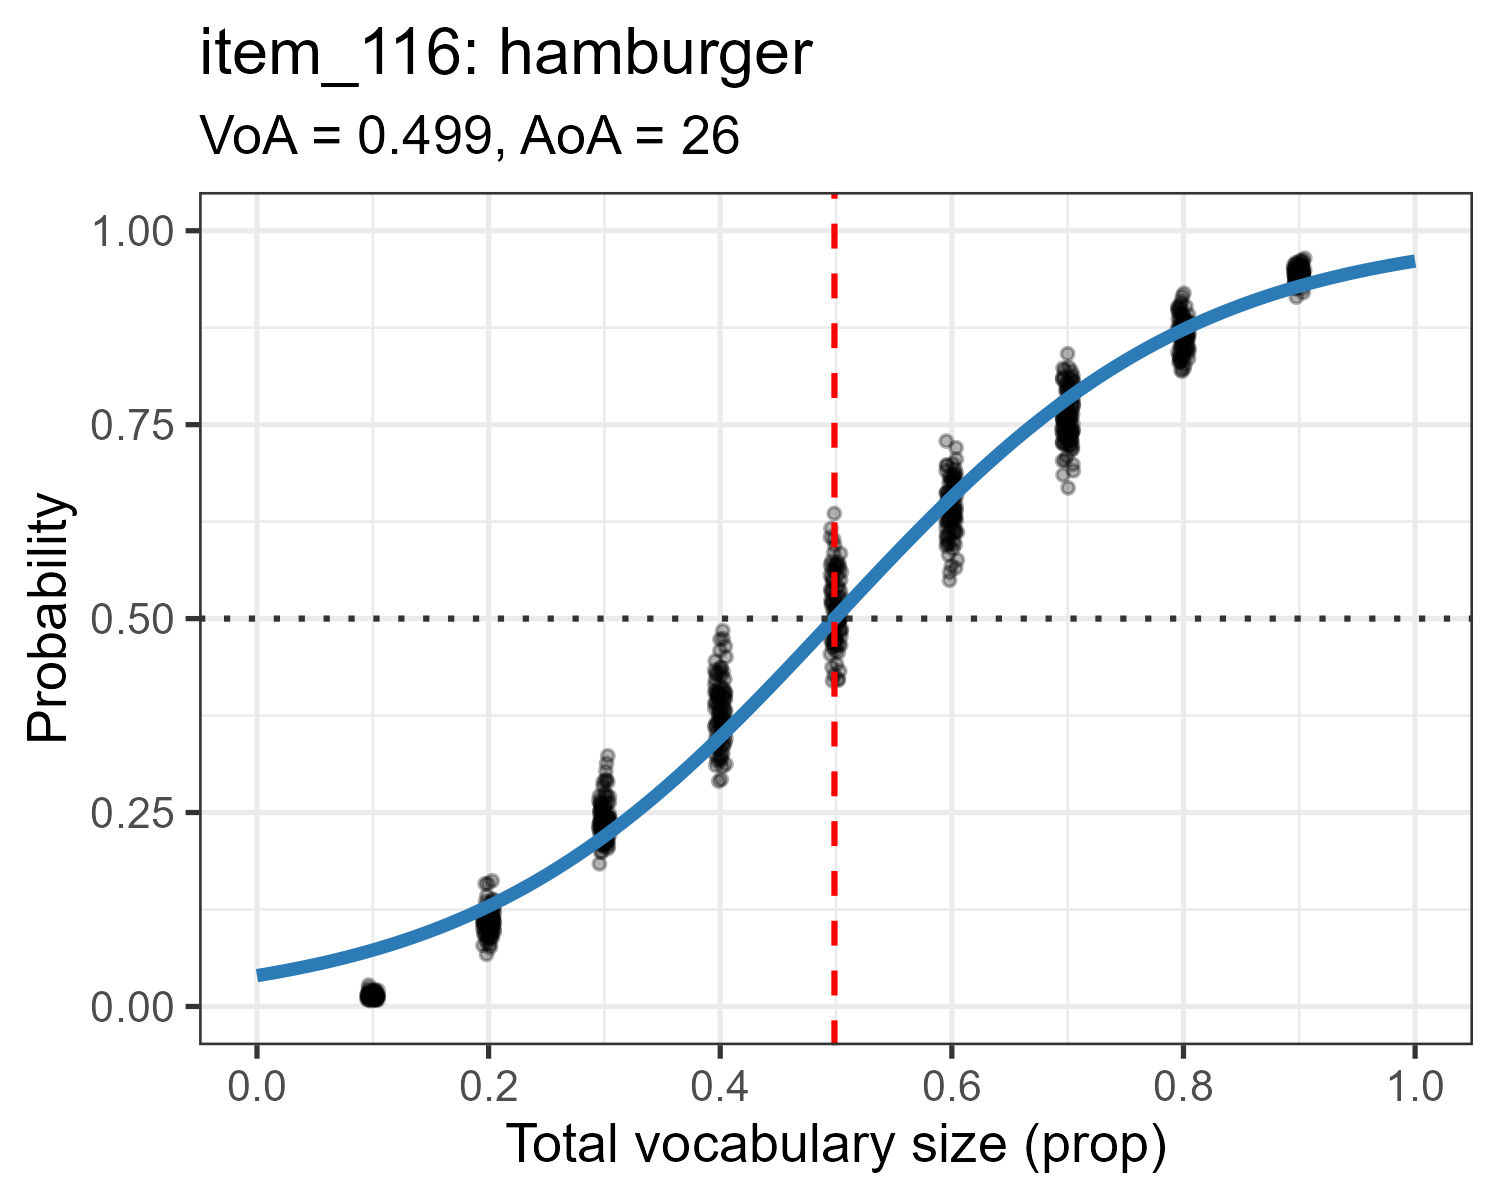 item_116: hamburger
VoA = 0.499, AoA = 26
Probability
1.00
0.75
0.50
0.25
0.00
0.0 0.2 0.4 0.6 0.8 1.0
Total vocabulary size (prop)